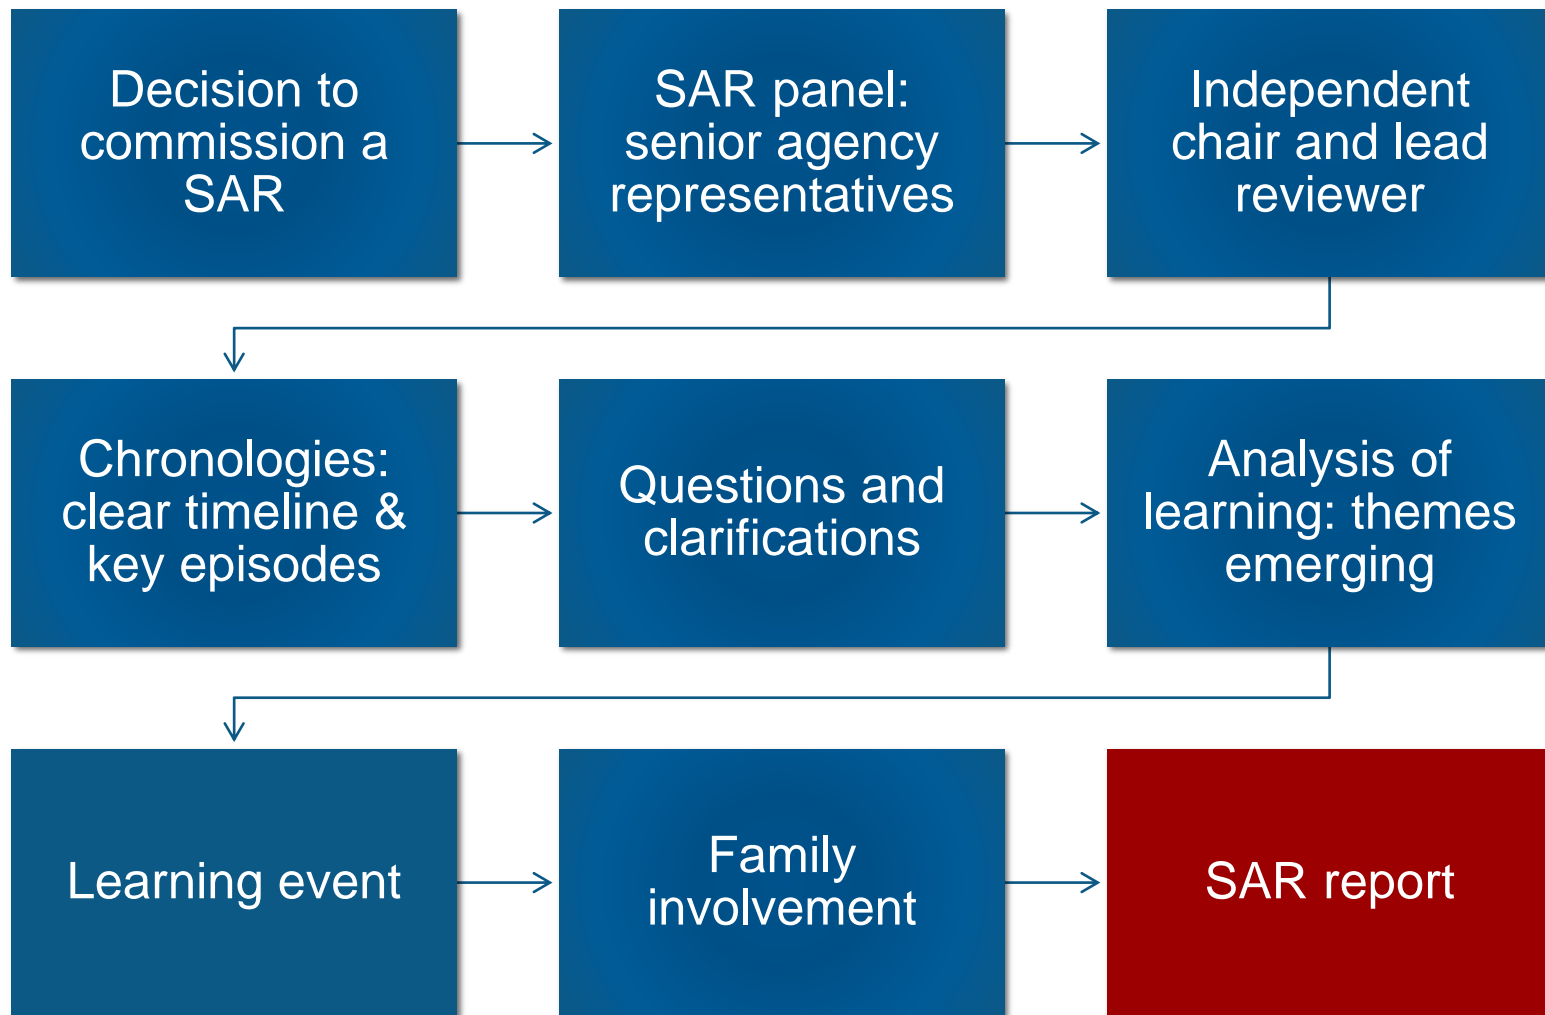 Decision to
commission a
SAR
SAR panel:
senior agency
representatives
Independent
chair and lead
reviewer
Chronologies:
clear timeline &
key episodes
Questions and
clarifications
Analysis of
learning: themes
emerging
Learning event
Family
involvement
SAR report